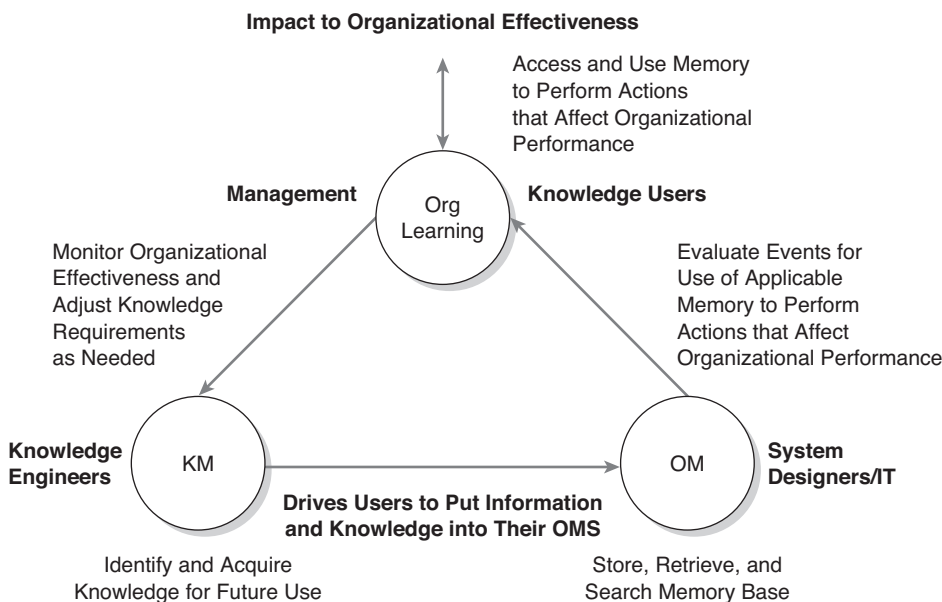 Impact to Organizational Effectiveness
Access and Use Memory
to Perform Actions
that Affect Organizational
Performance
Management
Org
Learning
Knowledge Users
Monitor Organizational
Effectiveness and
Adjust Knowledge
Requirements
as Needed
Evaluate Events for
Use of Applicable
Memory to Perform
Actions that Affect
Organizational Performance
Knowledge
Engineers
KM
OM
System
Designers/IT
Drives Users to Put Information
and Knowledge into Their OMS
Identify and Acquire
Knowledge for Future Use
Store, Retrieve, and
Search Memory Base